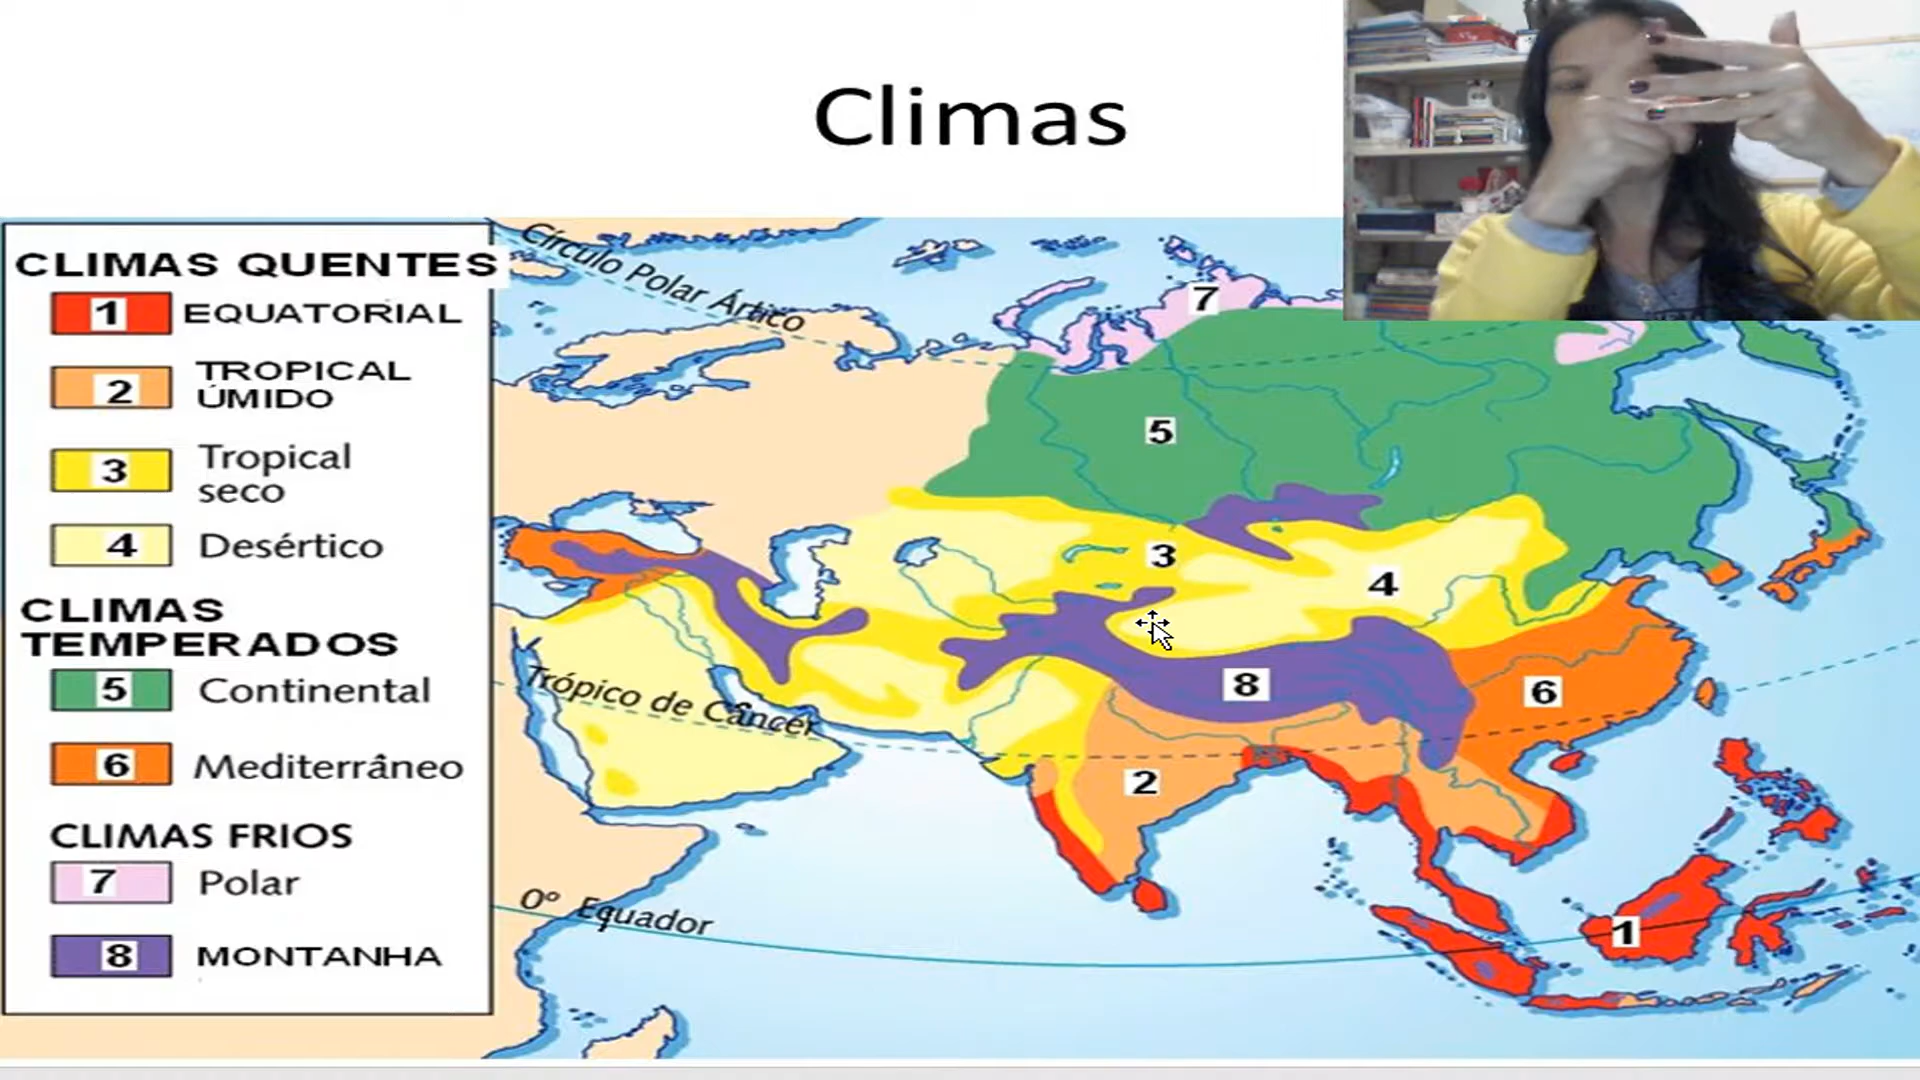 Climas
CLIMAS QUENTES
1 EQUATORIAL
2 TROPICAL
ÚMIDO
3 Tropical
seco
4 Desértico
CLIMAS
TEMPERADOS
5 Continental
6 Mediterrâneo
CLIMAS FRIOS
7 Polar
8 MONTANHA
Círculo Polar Ártico
7
5
3
4
Trópico de Câncer
8
6
2
0° Equador
1